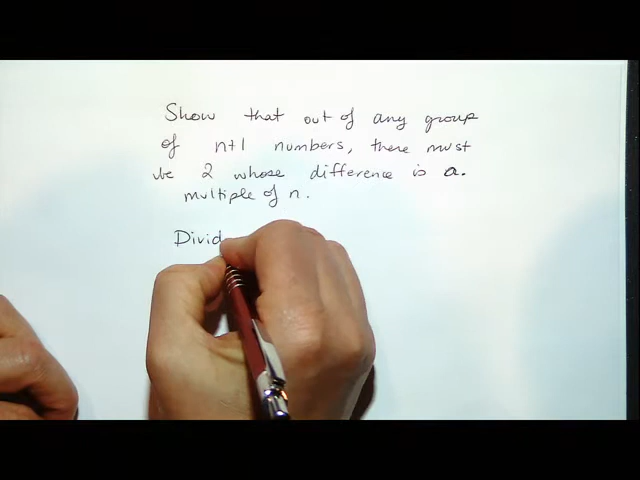 Show that out of any group
of n+1 numbers, there must
be 2 whose difference is a.
multiple of n.
Divid